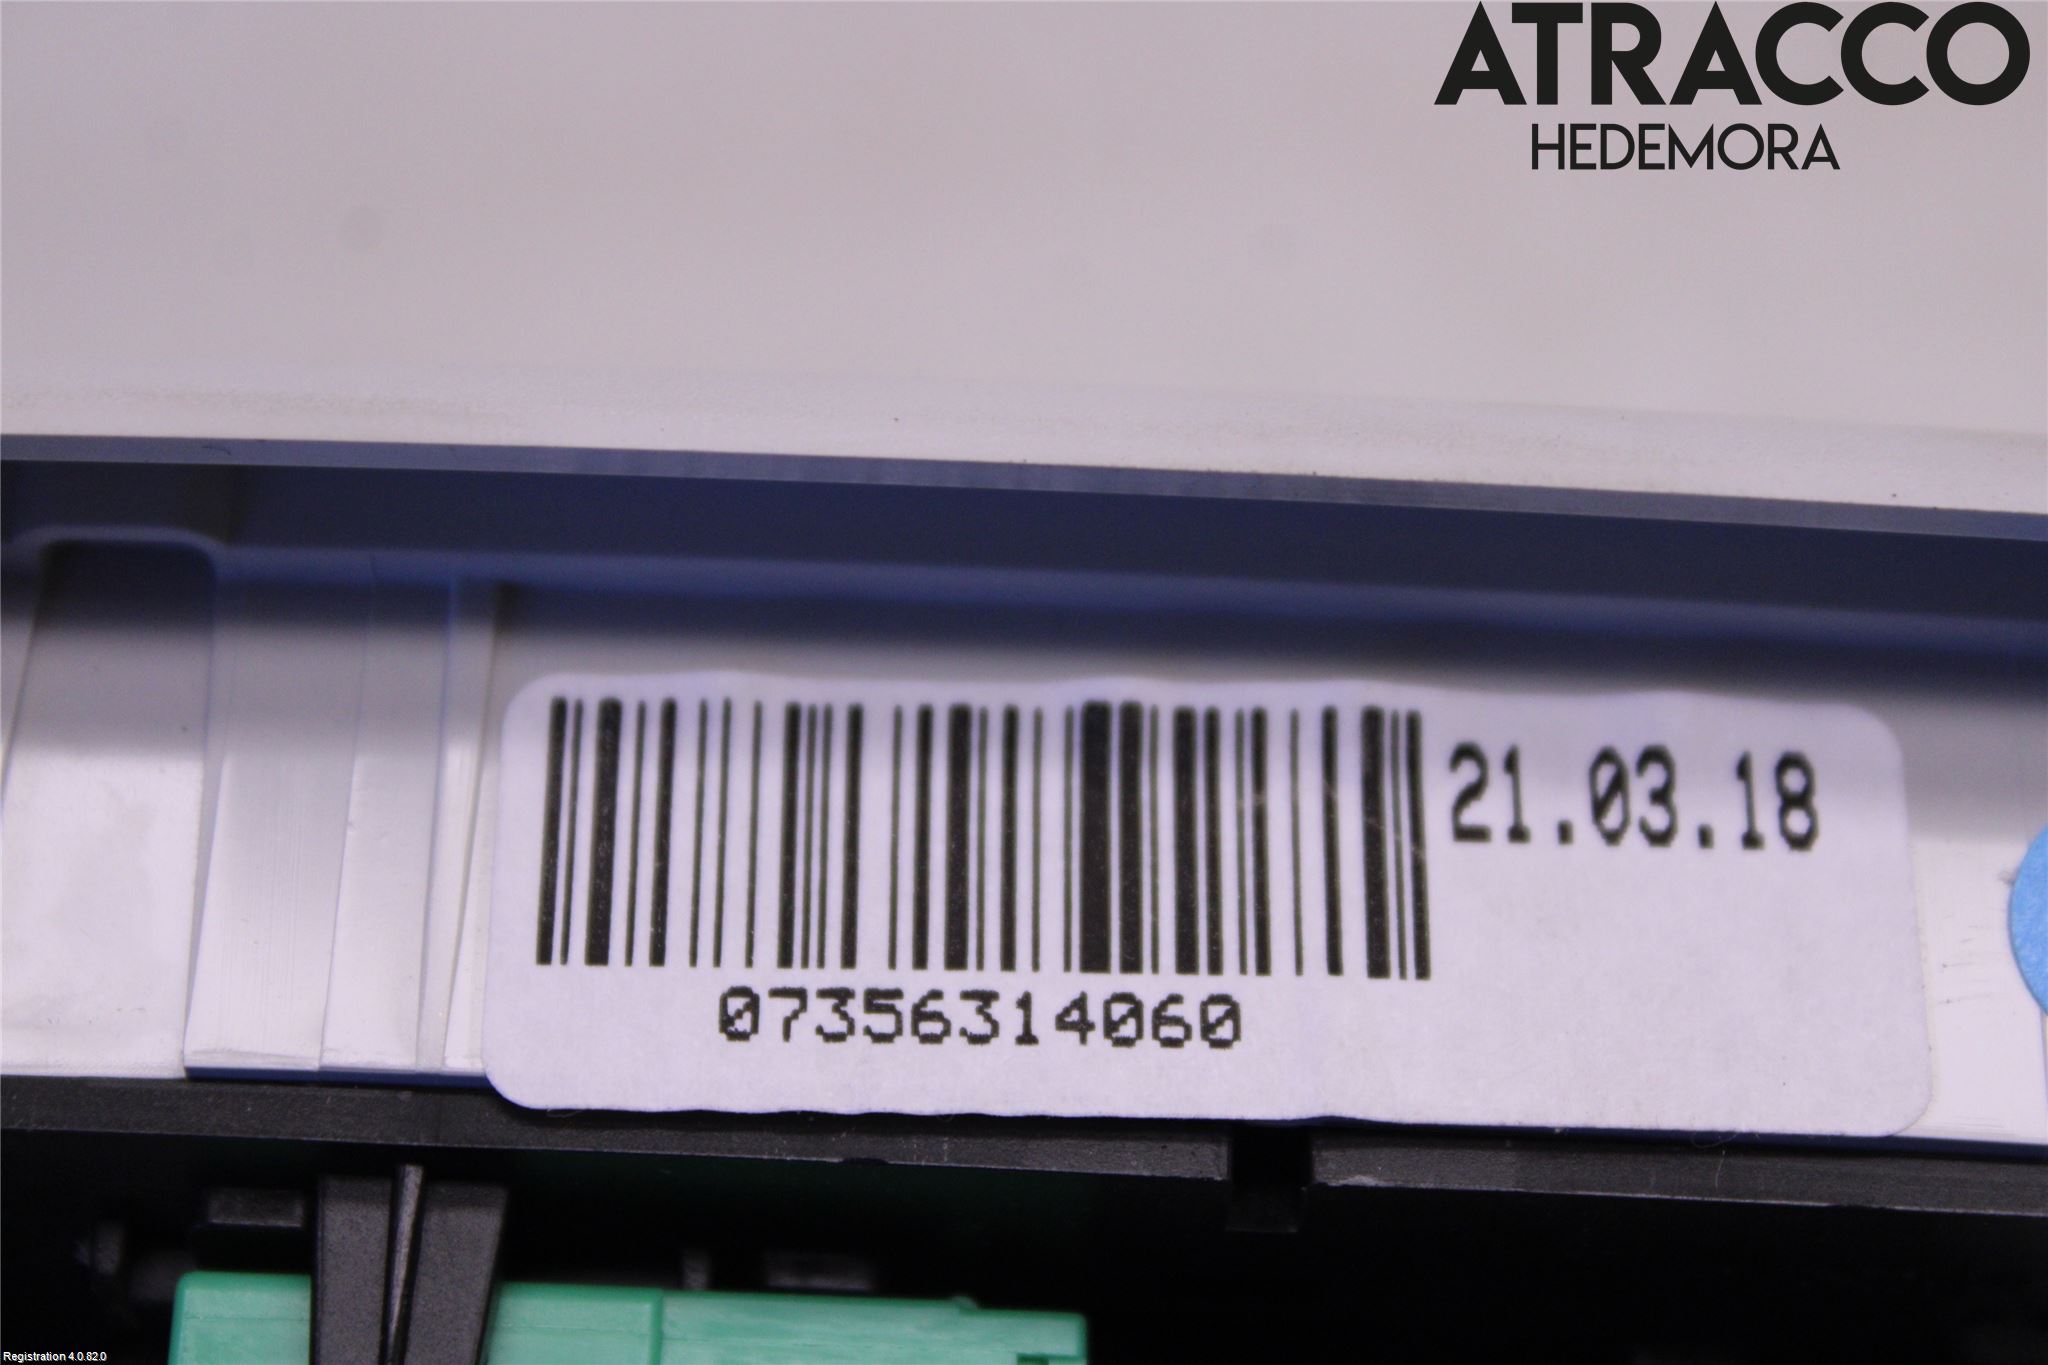 ATRACCO
HEDEMORA
21.03.18
07356314060
Registration 4.0.82.0